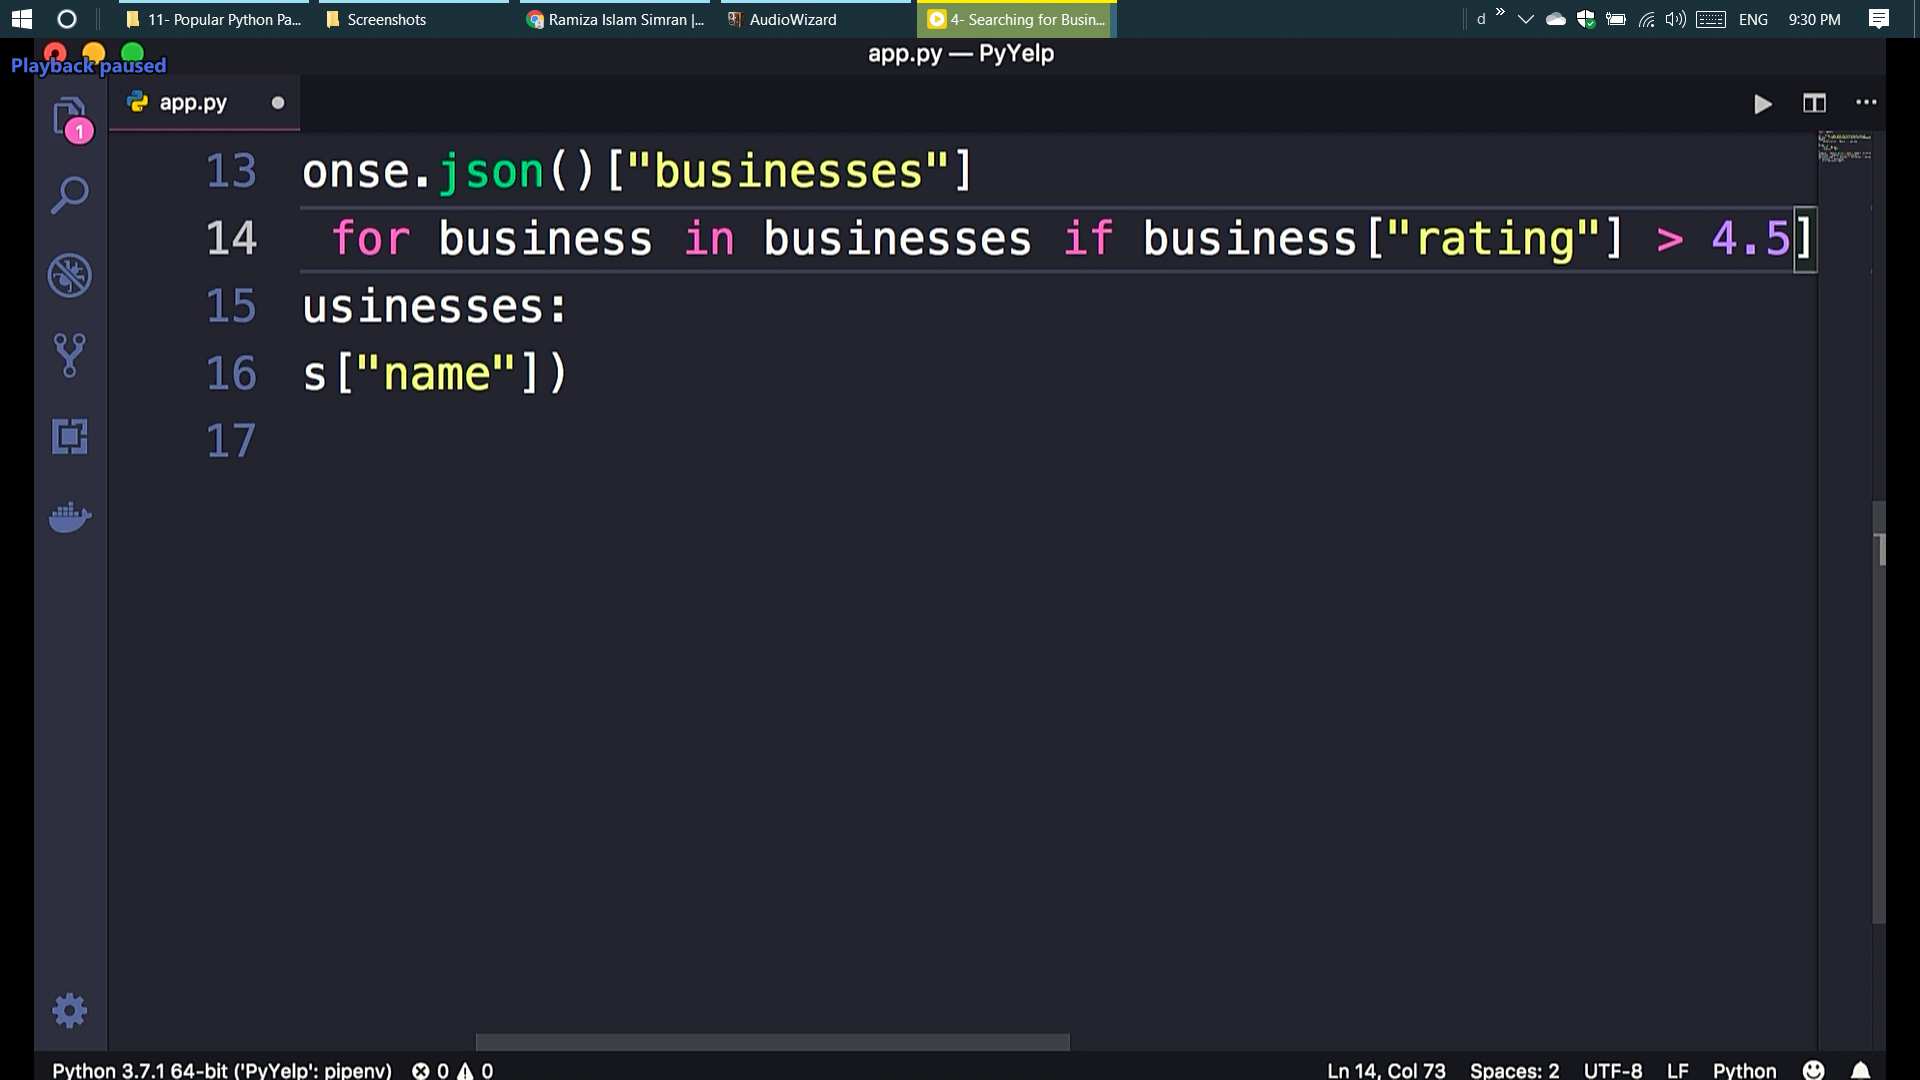 11- Popular Python Pa...
Screenshots
Ramiza Islam Simran |...
AudioWizard
4- Searching for Busin...
d
»
ENG
9:30 PM
app.py — PyYelp
Playback paused
1
app.py
13 onse.json()["businesses"]
14 for business in businesses if business["rating"] > 4.5]
15 usinesses:
16 s["name"])
17
Python 3.7.1 64-bit ('PyYelp': pipenv) 0 0 Ln 14, Col 73 Spaces: 2 UTF-8 LF Python